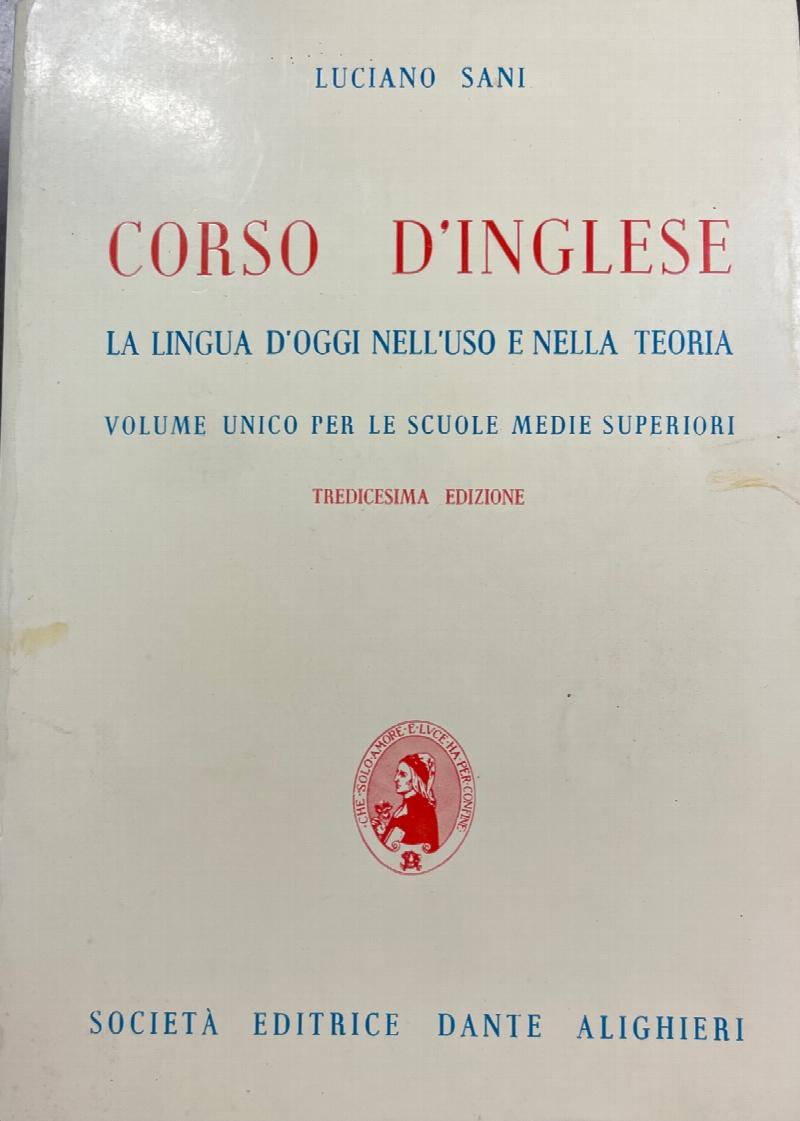 LUCIANO SANI
CORSO D'INGLESE
LA LINGUA D'OGGI NELL'USO E NELLA TEORIA
VOLUME UNICO PER LE SCUOLE MEDIE SUPERIORI
TREDICESIMA EDIZIONE
·CHE·SOLO·AMORE·E·LVCE·HA·PER·CONFINE·
SOCIETÀ EDITRICE DANTE ALIGHIERI